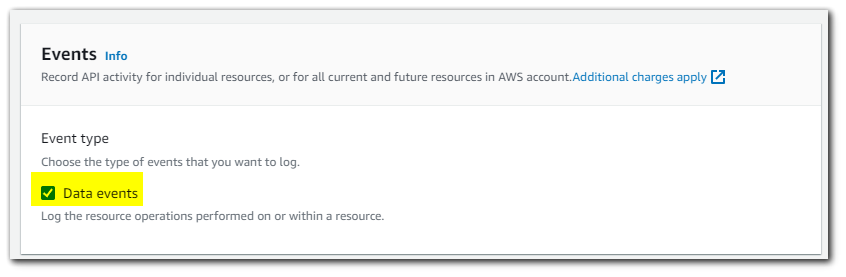 Events Info
Record API activity for individual resources, or for all current and future resources in AWS account.Additional charges apply
Event type
Choose the type of events that you want to log.
Data events
Log the resource operations performed on or within a resource.